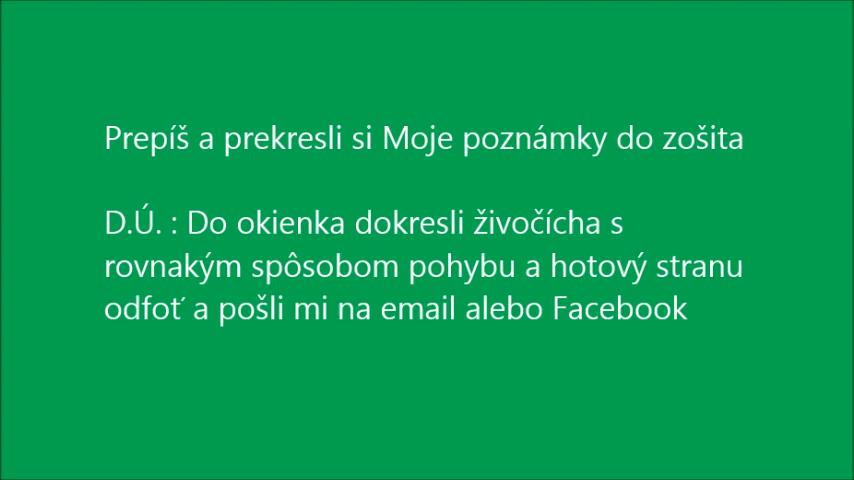 Prepíš a prekresli si Moje poznámky do zošita
D.Ú. : Do okienka dokresli živočícha s
rovnakým spôsobom pohybu a hotový stranu
odfoť a pošli mi na email alebo Facebook